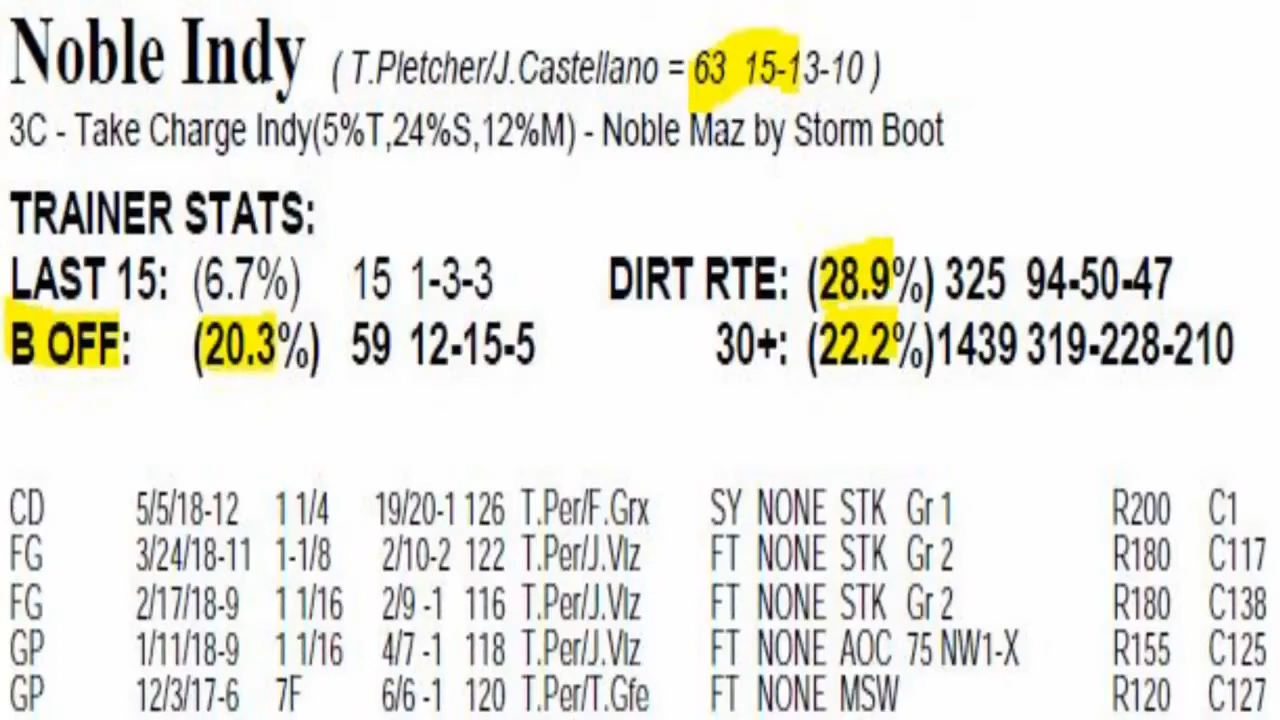 Noble Indy ( T.Pletcher/J.Castellano = 63 15-13-10 )
3C - Take Charge Indy(5%T,24%S,12%M) - Noble Maz by Storm Boot
TRAINER STATS:
LAST 15: (6.7%) 15 1-3-3 DIRT RTE: (28.9%) 325 94-50-47
B OFF: (20.3%) 59 12-15-5 30+: (22.2%)1439 319-228-210
CD 5/5/18-12 1 1/4 19/20-1 126 T.Per/F.Grx SY NONE STK Gr 1 R200 C1
FG 3/24/18-11 1-1/8 2/10-2 122 T.Per/J.Vlz FT NONE STK Gr 2 R180 C117
FG 2/17/18-9 1 1/16 2/9 -1 116 T.Per/J.Vlz FT NONE STK Gr 2 R180 C138
GP 1/11/18-9 1 1/16 4/7 -1 118 T.Per/J.Vlz FT NONE AOC 75 NW1-X R155 C125
GP 12/3/17-6 7F 6/6 -1 120 T.Per/T.Gfe FT NONE MSW R120 C127